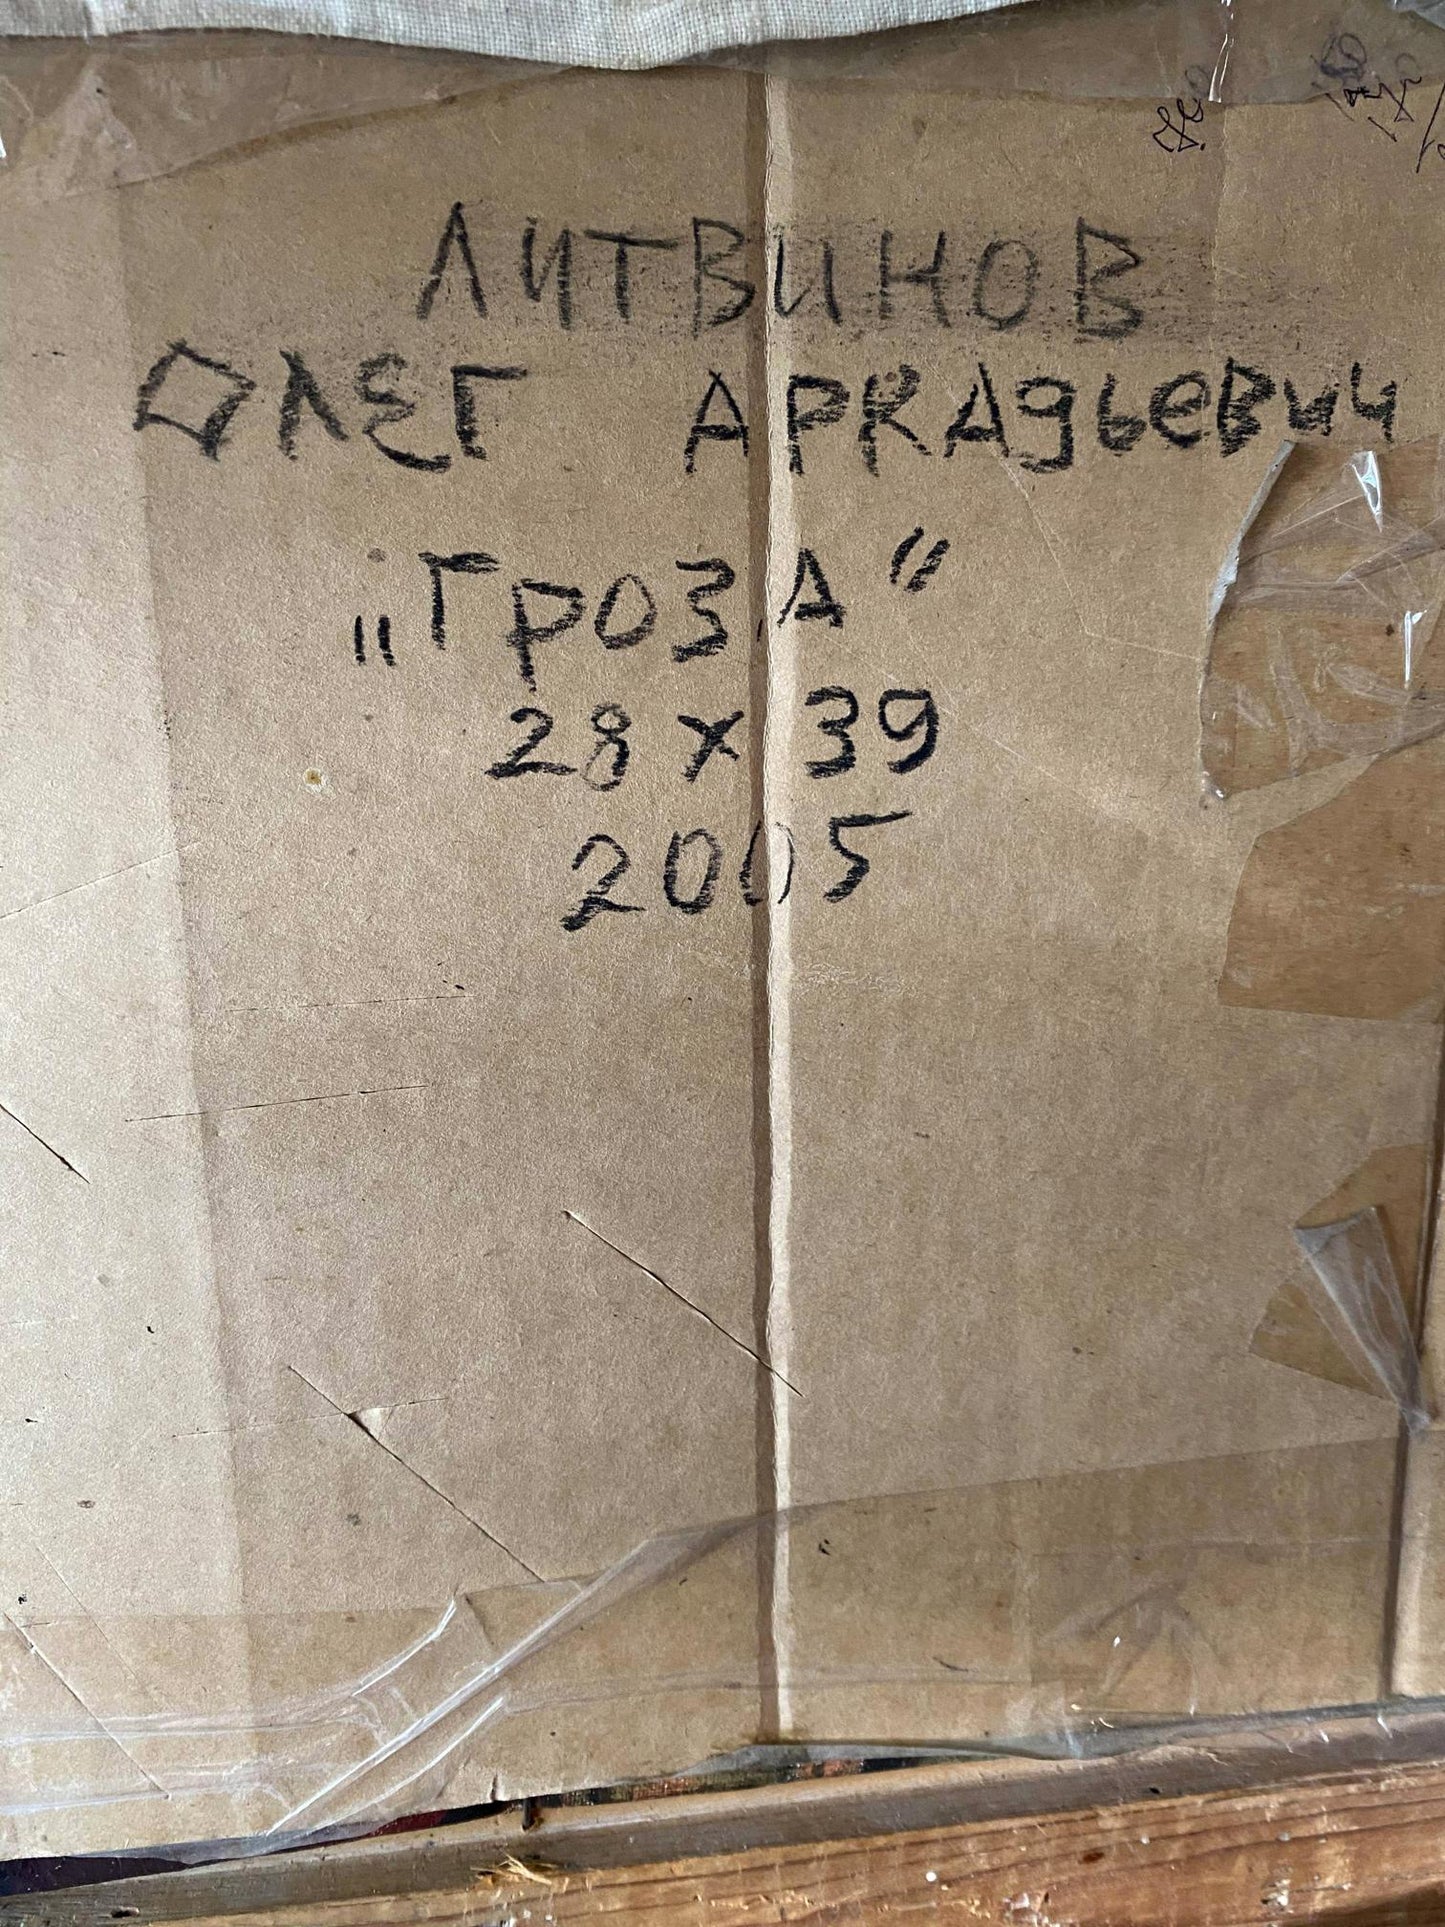 ЛИТВИНОВ
ОЛЕГ АРКАДЬЕВИЧ
„ГРОЗА“
28 х 39
2005